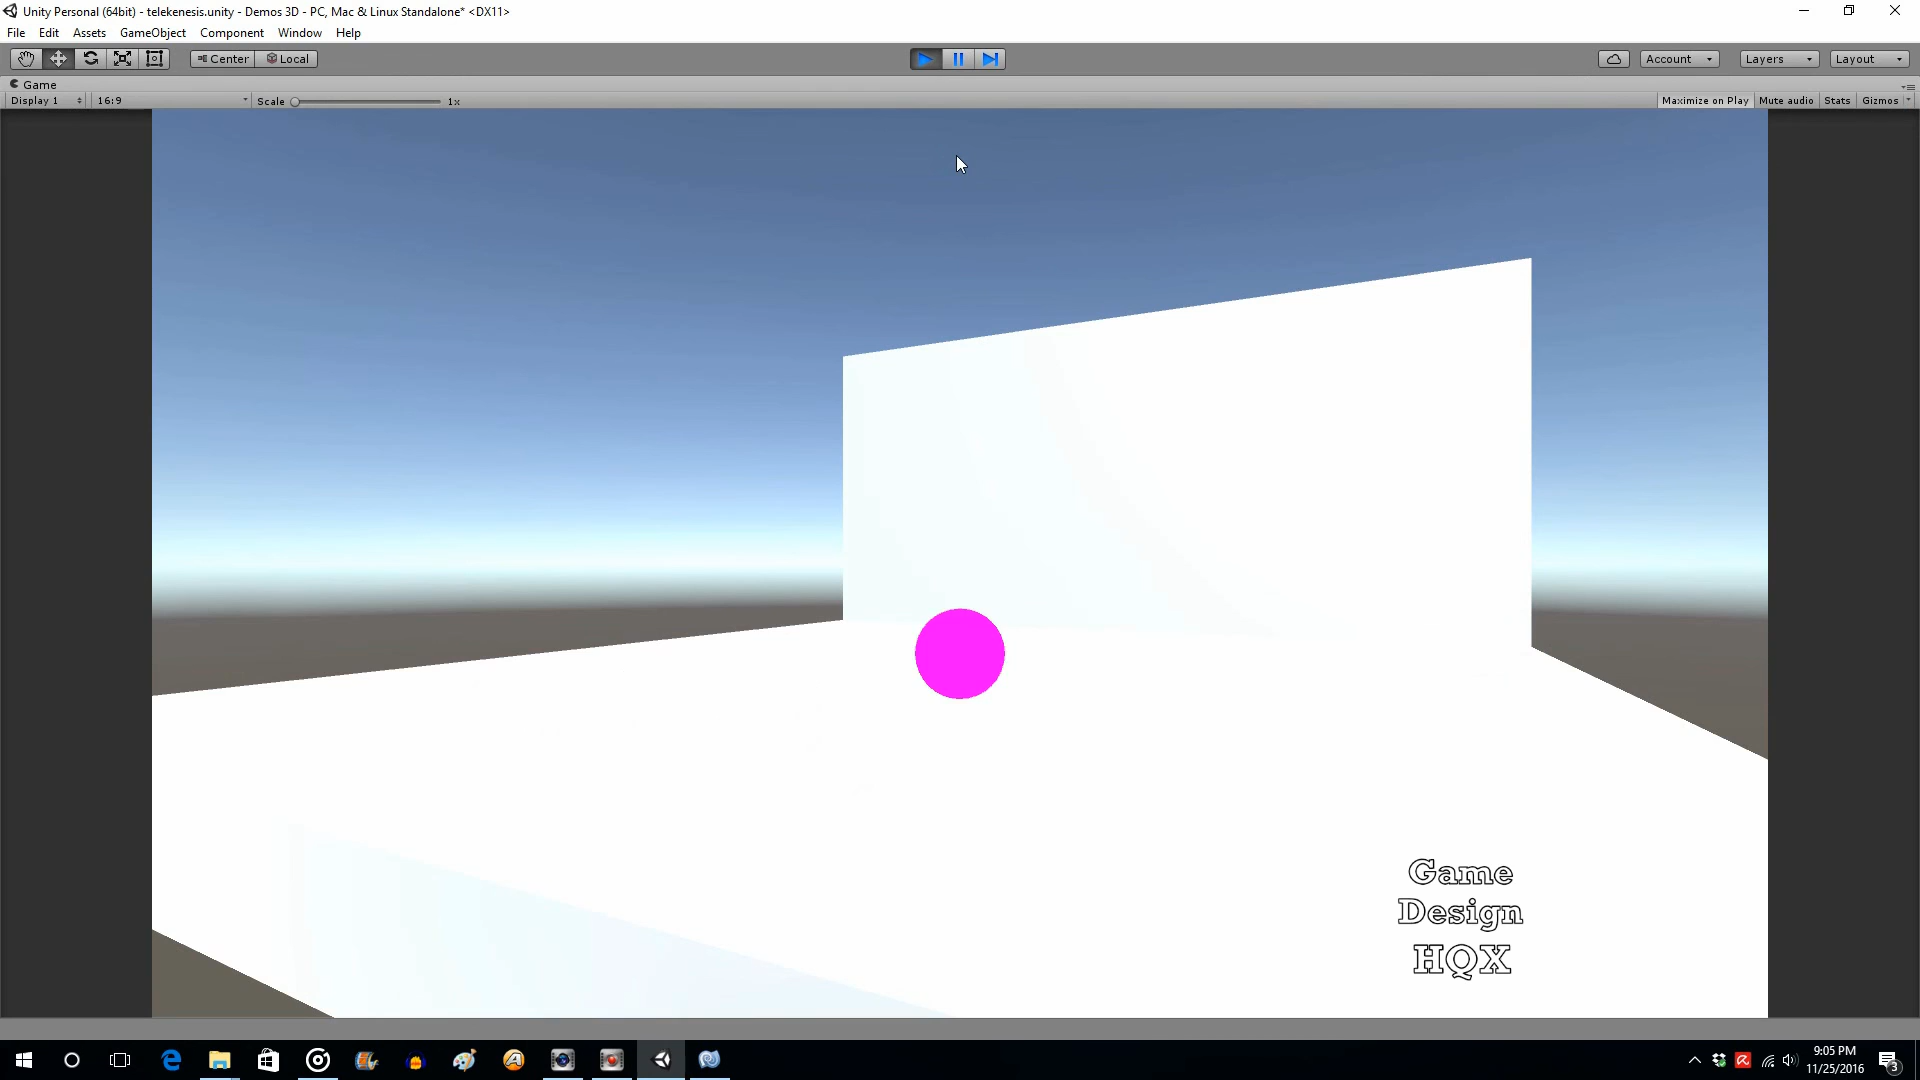 Unity Personal (64bit) - telekenesis.unity - Demos 3D - PC, Mac & Linux Standalone* <DX11>
File Edit Assets GameObject Component Window Help
Center Local Account Layers Layout
Game
Display 1 16:9 Scale 1x Maximize on Play Mute audio Stats Gizmos
Game
Design
HQX
9:05 PM
11/25/2016
3